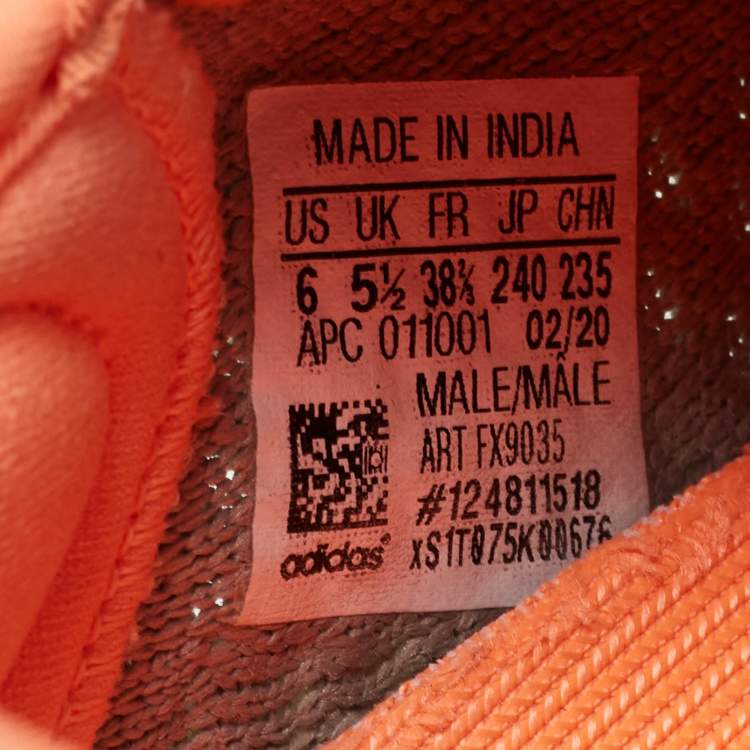 MADE IN INDIA
US UK FR JP CHN
6 5½ 38⅔ 240 235
APC 011001 02/20
MALE/MÂLE
ART FX9035
#124811518
xS1T075K00676
adidas